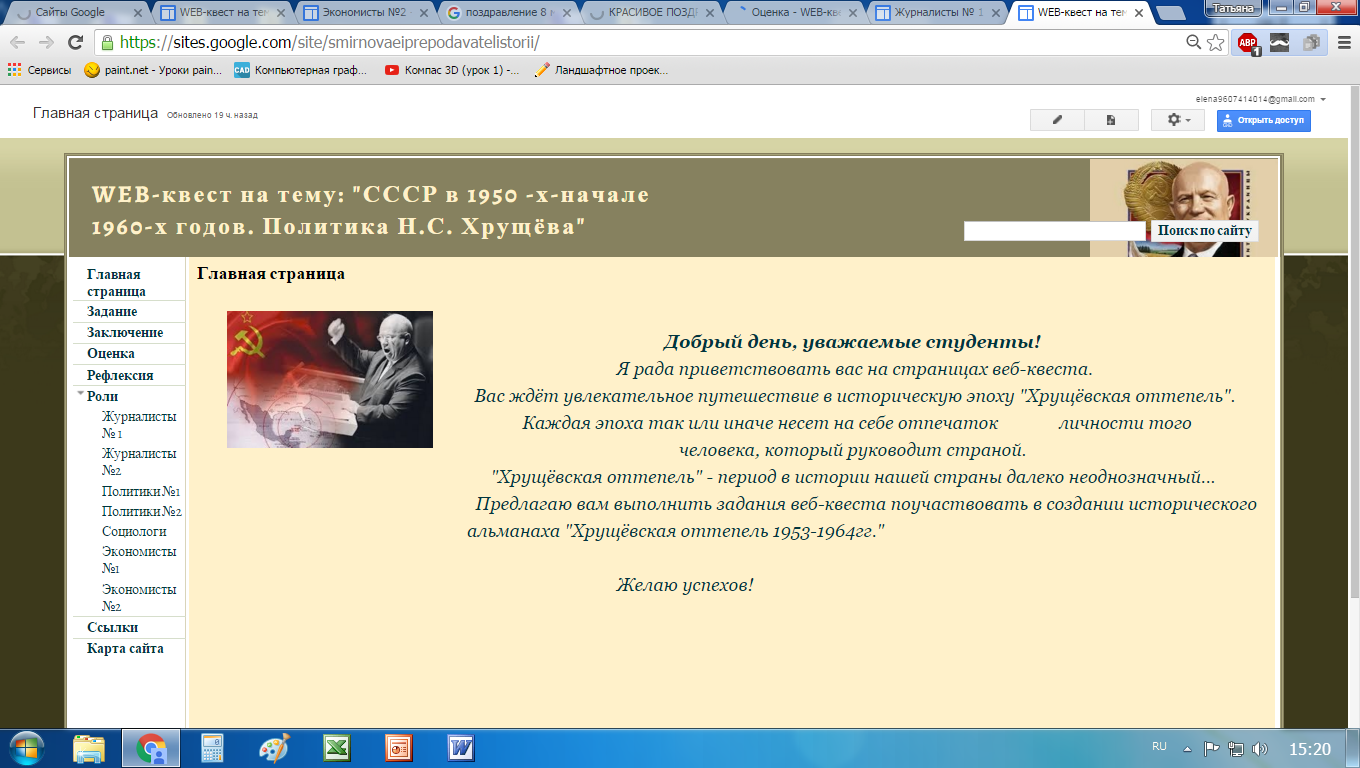 Сайты Google
WEB-квест на тем
Экономисты №2 -
поздравление 8 м
КРАСИВОЕ ПОЗД
Оценка - WEB-кв
Журналисты № 1
WEB-квест на тем
Татьяна
https://sites.google.com/site/smirnovaeiprepodavatelistorii/
ABP
1
Сервисы
paint.net - Уроки pain...
CAD
Компьютерная граф...
Компас 3D (урок 1) -...
Ландшафтное проек...
elena9607414014@gmail.com
Главная страница Обновлено 19 ч. назад
Открыть доступ
WEB-квест на тему: "СССР в 1950 -х-начале
1960-х годов. Политика Н.С. Хрущёва"
Поиск по сайту
Главная
страница
Задание
Заключение
Оценка
Рефлексия
Роли
Журналисты
№ 1
Журналисты
№2
Политики №1
Политики №2
Социологи
Экономисты
№1
Экономисты
№2
Ссылки
Карта сайта
Главная страница
Добрый день, уважаемые студенты!
Я рада приветствовать вас на страницах веб-квеста.
Вас ждёт увлекательное путешествие в историческую эпоху "Хрущёвская оттепель".
Каждая эпоха так или иначе несет на себе отпечаток личности того
человека, который руководит страной.
"Хрущёвская оттепель" - период в истории нашей страны далеко неоднозначный...
Предлагаю вам выполнить задания веб-квеста поучаствовать в создании исторического
альманаха "Хрущёвская оттепель 1953-1964гг."
Желаю успехов!
RU
15:20